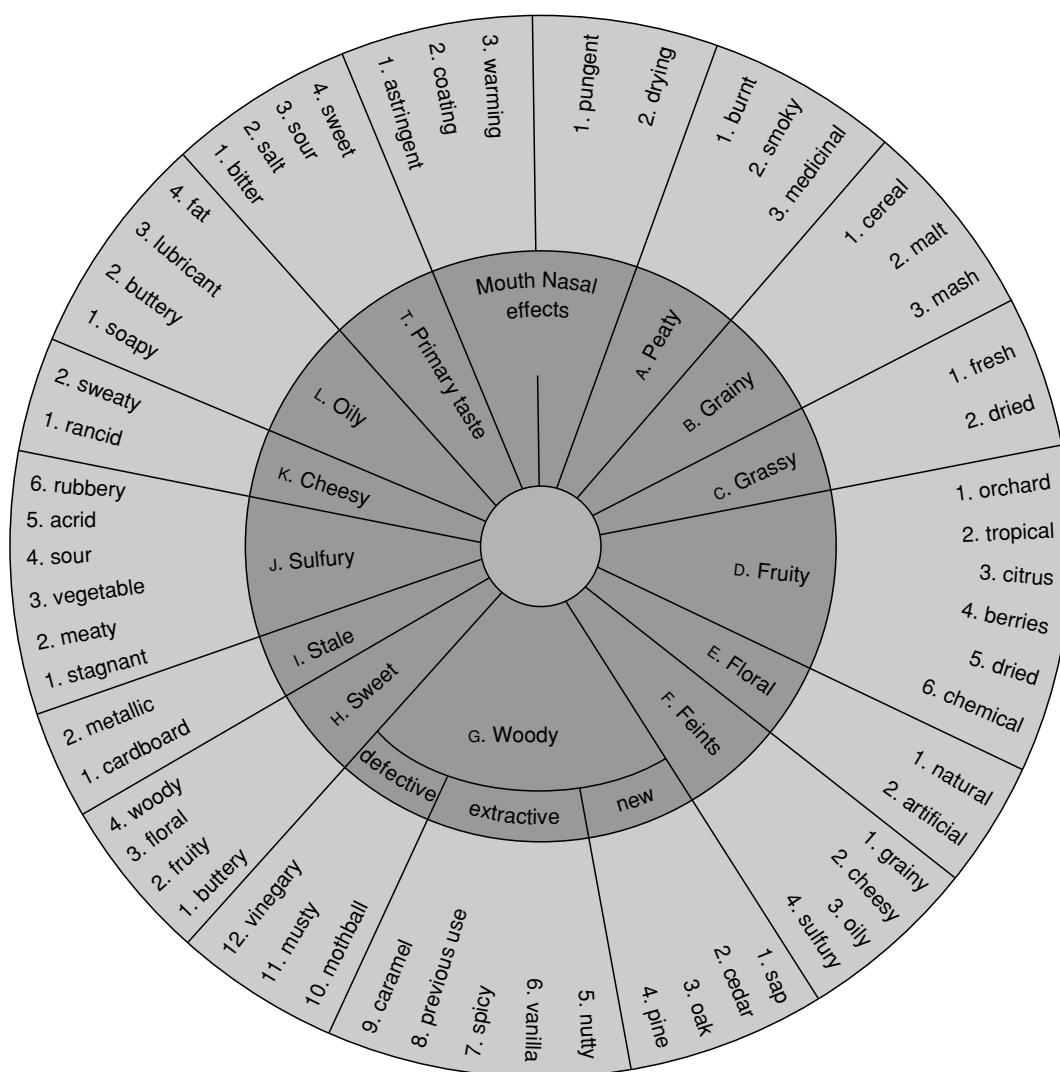 Mouth Nasal
effects
1. pungent
2. drying
A. Peaty
1. burnt
2. smoky
3. medicinal
B. Grainy
1. cereal
2. malt
3. mash
C. Grassy
1. fresh
2. dried
D. Fruity
1. orchard
2. tropical
3. citrus
4. berries
5. dried
6. chemical
E. Floral
1. natural
2. artificial
F. Feints
1. grainy
2. cheesy
3. oily
4. sulfury
G. Woody
new
1. sap
2. cedar
3. oak
4. pine
extractive
5. nutty
6. vanilla
7. spicy
8. previous use
9. caramel
defective
10. mothball
11. musty
12. vinegary
H. Sweet
1. buttery
2. fruity
3. floral
4. woody
I. Stale
1. cardboard
2. metallic
J. Sulfury
1. stagnant
2. meaty
3. vegetable
4. sour
5. acrid
6. rubbery
K. Cheesy
1. rancid
2. sweaty
L. Oily
1. soapy
2. buttery
3. lubricant
4. fat
T. Primary taste
1. bitter
2. salt
3. sour
4. sweet
1. astringent
2. coating
3. warming